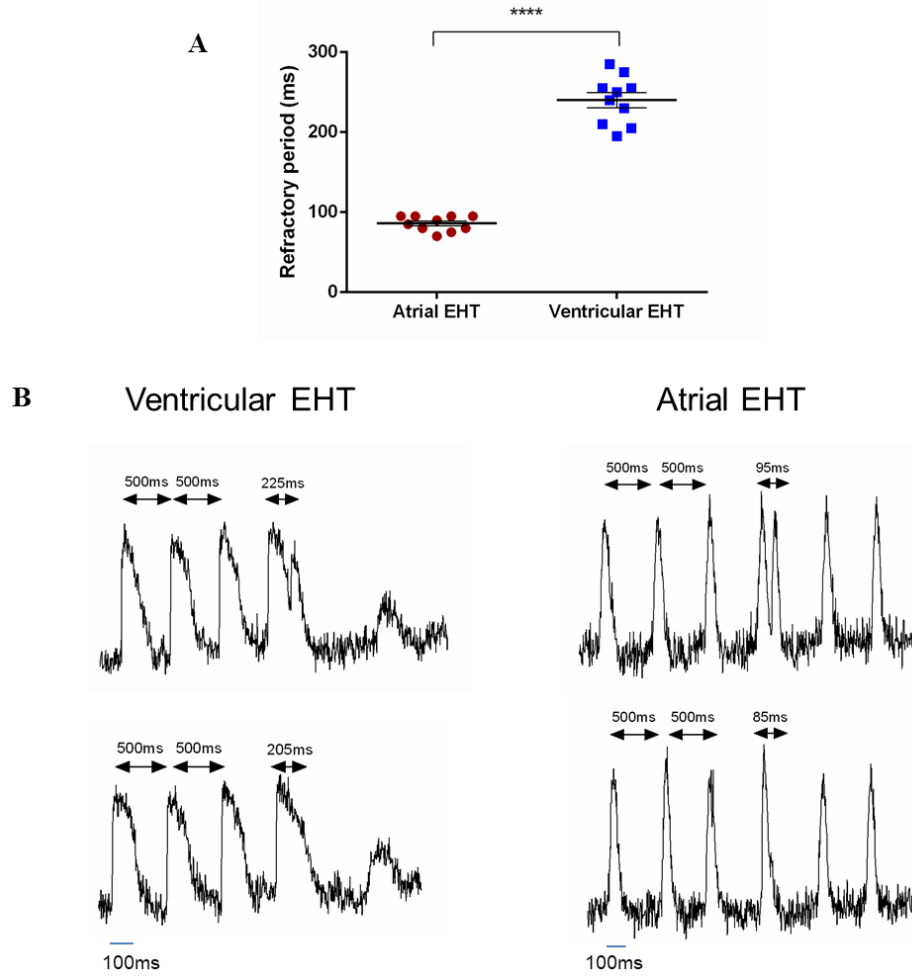 A
****
Refractory period (ms)
300
200
100
0
Atrial EHT Ventricular EHT
B
Ventricular EHT Atrial EHT
500ms 500ms 225ms
500ms 500ms 95ms
500ms 500ms 205ms
500ms 500ms 85ms
100ms 100ms